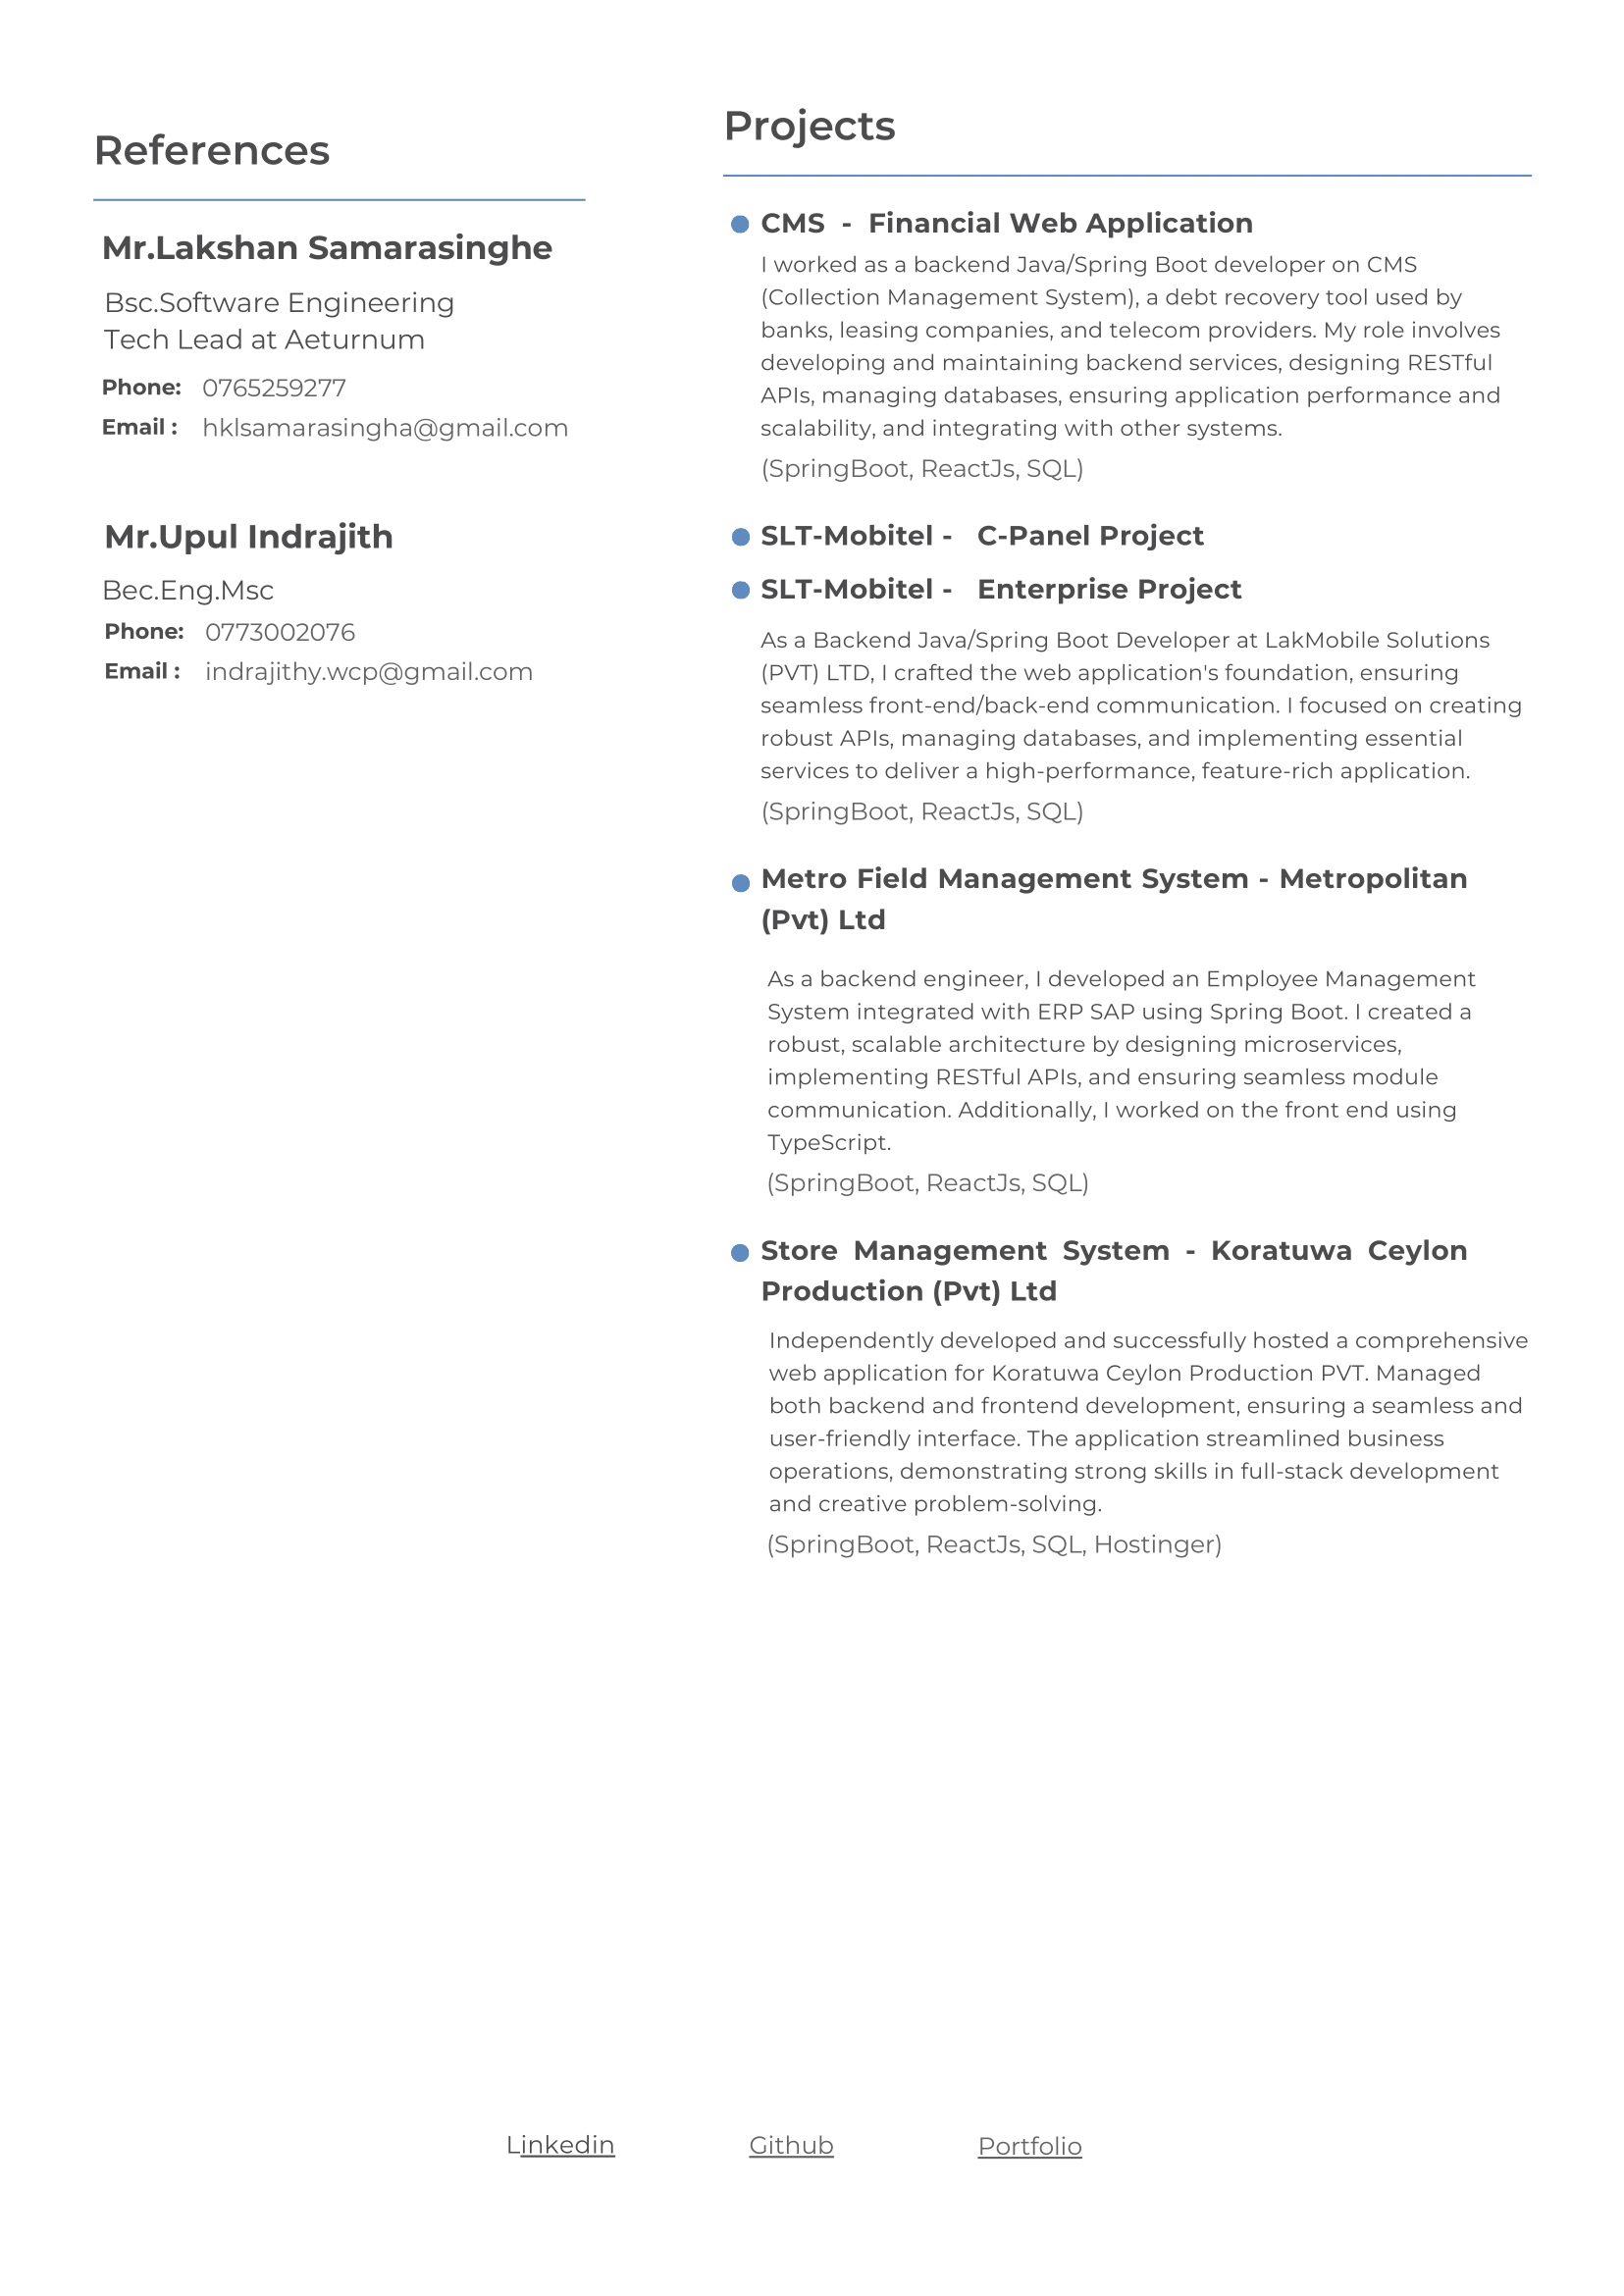 References
Mr.Lakshan Samarasinghe
Bsc.Software Engineering
Tech Lead at Aeturnum
Phone: 0765259277
Email : hklsamarasingha@gmail.com
Mr.Upul Indrajith
Bec.Eng.Msc
Phone: 0773002076
Email : indrajithy.wcp@gmail.com
Projects
CMS - Financial Web Application
I worked as a backend Java/Spring Boot developer on CMS
(Collection Management System), a debt recovery tool used by
banks, leasing companies, and telecom providers. My role involves
developing and maintaining backend services, designing RESTful
APIs, managing databases, ensuring application performance and
scalability, and integrating with other systems.
(SpringBoot, ReactJs, SQL)
SLT-Mobitel - C-Panel Project
SLT-Mobitel - Enterprise Project
As a Backend Java/Spring Boot Developer at LakMobile Solutions
(PVT) LTD, I crafted the web application's foundation, ensuring
seamless front-end/back-end communication. I focused on creating
robust APIs, managing databases, and implementing essential
services to deliver a high-performance, feature-rich application.
(SpringBoot, ReactJs, SQL)
Metro Field Management System - Metropolitan
(Pvt) Ltd
As a backend engineer, I developed an Employee Management
System integrated with ERP SAP using Spring Boot. I created a
robust, scalable architecture by designing microservices,
implementing RESTful APIs, and ensuring seamless module
communication. Additionally, I worked on the front end using
TypeScript.
(SpringBoot, ReactJs, SQL)
Store Management System - Koratuwa Ceylon
Production (Pvt) Ltd
Independently developed and successfully hosted a comprehensive
web application for Koratuwa Ceylon Production PVT. Managed
both backend and frontend development, ensuring a seamless and
user-friendly interface. The application streamlined business
operations, demonstrating strong skills in full-stack development
and creative problem-solving.
(SpringBoot, ReactJs, SQL, Hostinger)
Linkedin Github Portfolio